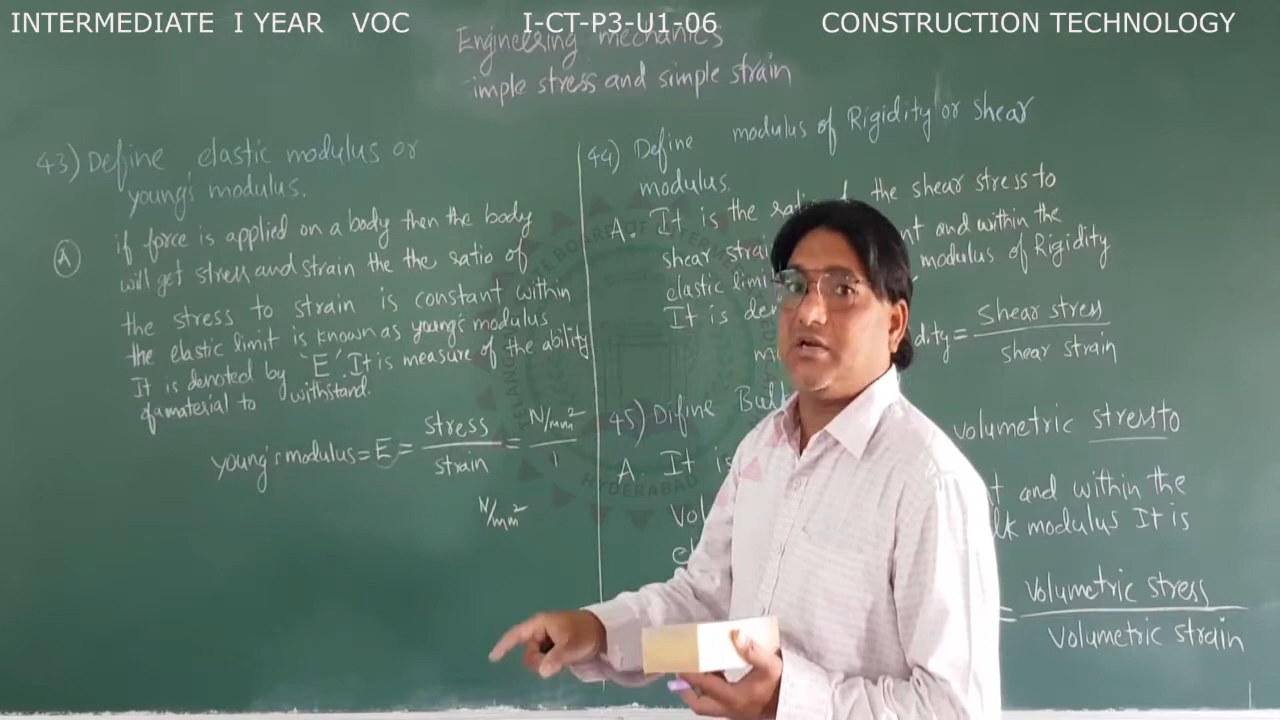 INTERMEDIATE I YEAR VOC I-CT-P3-U1-06 CONSTRUCTION TECHNOLOGY
Engineering mechanics
imple stress and simple strain
43) Define elastic modulus or
young's modulus.
A if force is applied on a body then the body
will get stress and strain the the ratio of
the stress to strain is constant within
the elastic limit is known as young's modulus
It is denoted by 'E'. It is measure of the ability
of a material to withstand.
young's modulus = E = stress / strain = N/mm² / 1
N/mm²
44) Define modulus of Rigidity or shear
modulus.
A. It is the ratio the shear stress to
shear strai nt and within the
elastic limi modulus of Rigidity
It is de
m dity = shear stress / shear strain
45) Difine Bul
volumetric stress to
A It is
vol t and within the
el lk modulus It is
= volumetric stress / volumetric strain
HYDERABAD